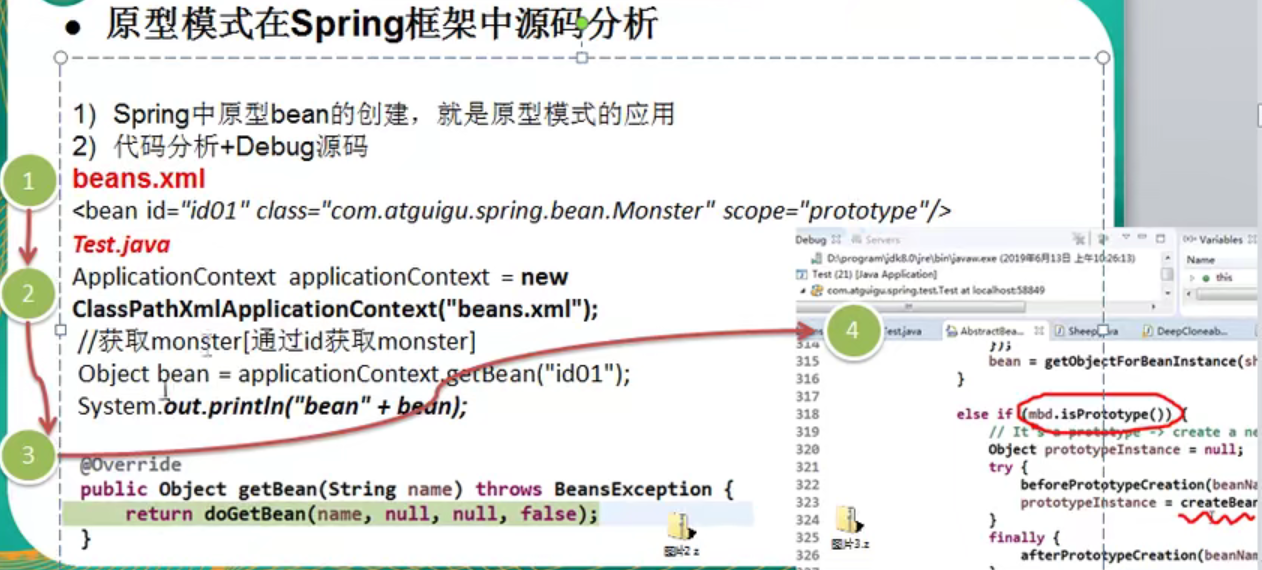 ● 原型模式在Spring框架中源码分析
1) Spring中原型bean的创建，就是原型模式的应用
2) 代码分析+Debug源码
1
beans.xml
<bean id="id01" class="com.atguigu.spring.bean.Monster" scope="prototype"/>
Test.java
2
ApplicationContext applicationContext = new
ClassPathXmlApplicationContext("beans.xml");
//获取monster[通过id获取monster]
Object bean = applicationContext.getBean("id01");
System.out.println("bean" + bean);
3
@Override
public Object getBean(String name) throws BeansException {
return doGetBean(name, null, null, false);
}
图片2.z
Debug Servers
D:\program\jdk8.0\jre\bin\javaw.exe (2019年6月13日 上午10:26:13)
Test (21) [Java Application]
com.atguigu.spring.test.Test at localhost:58849
Variables
Name
this
4
Test.java AbstractBea... Sheep.java DeepCloneab...
314 });
315 bean = getObjectForBeanInstance(sh
316 }
317
318 else if (mbd.isPrototype()) {
319 // It's a prototype -> create a ne
320 Object prototypeInstance = null;
321 try {
322 beforePrototypeCreation(beanNa
323 prototypeInstance = createBean
324 }
325 finally {
326 afterPrototypeCreation(beanNam
图片3.z